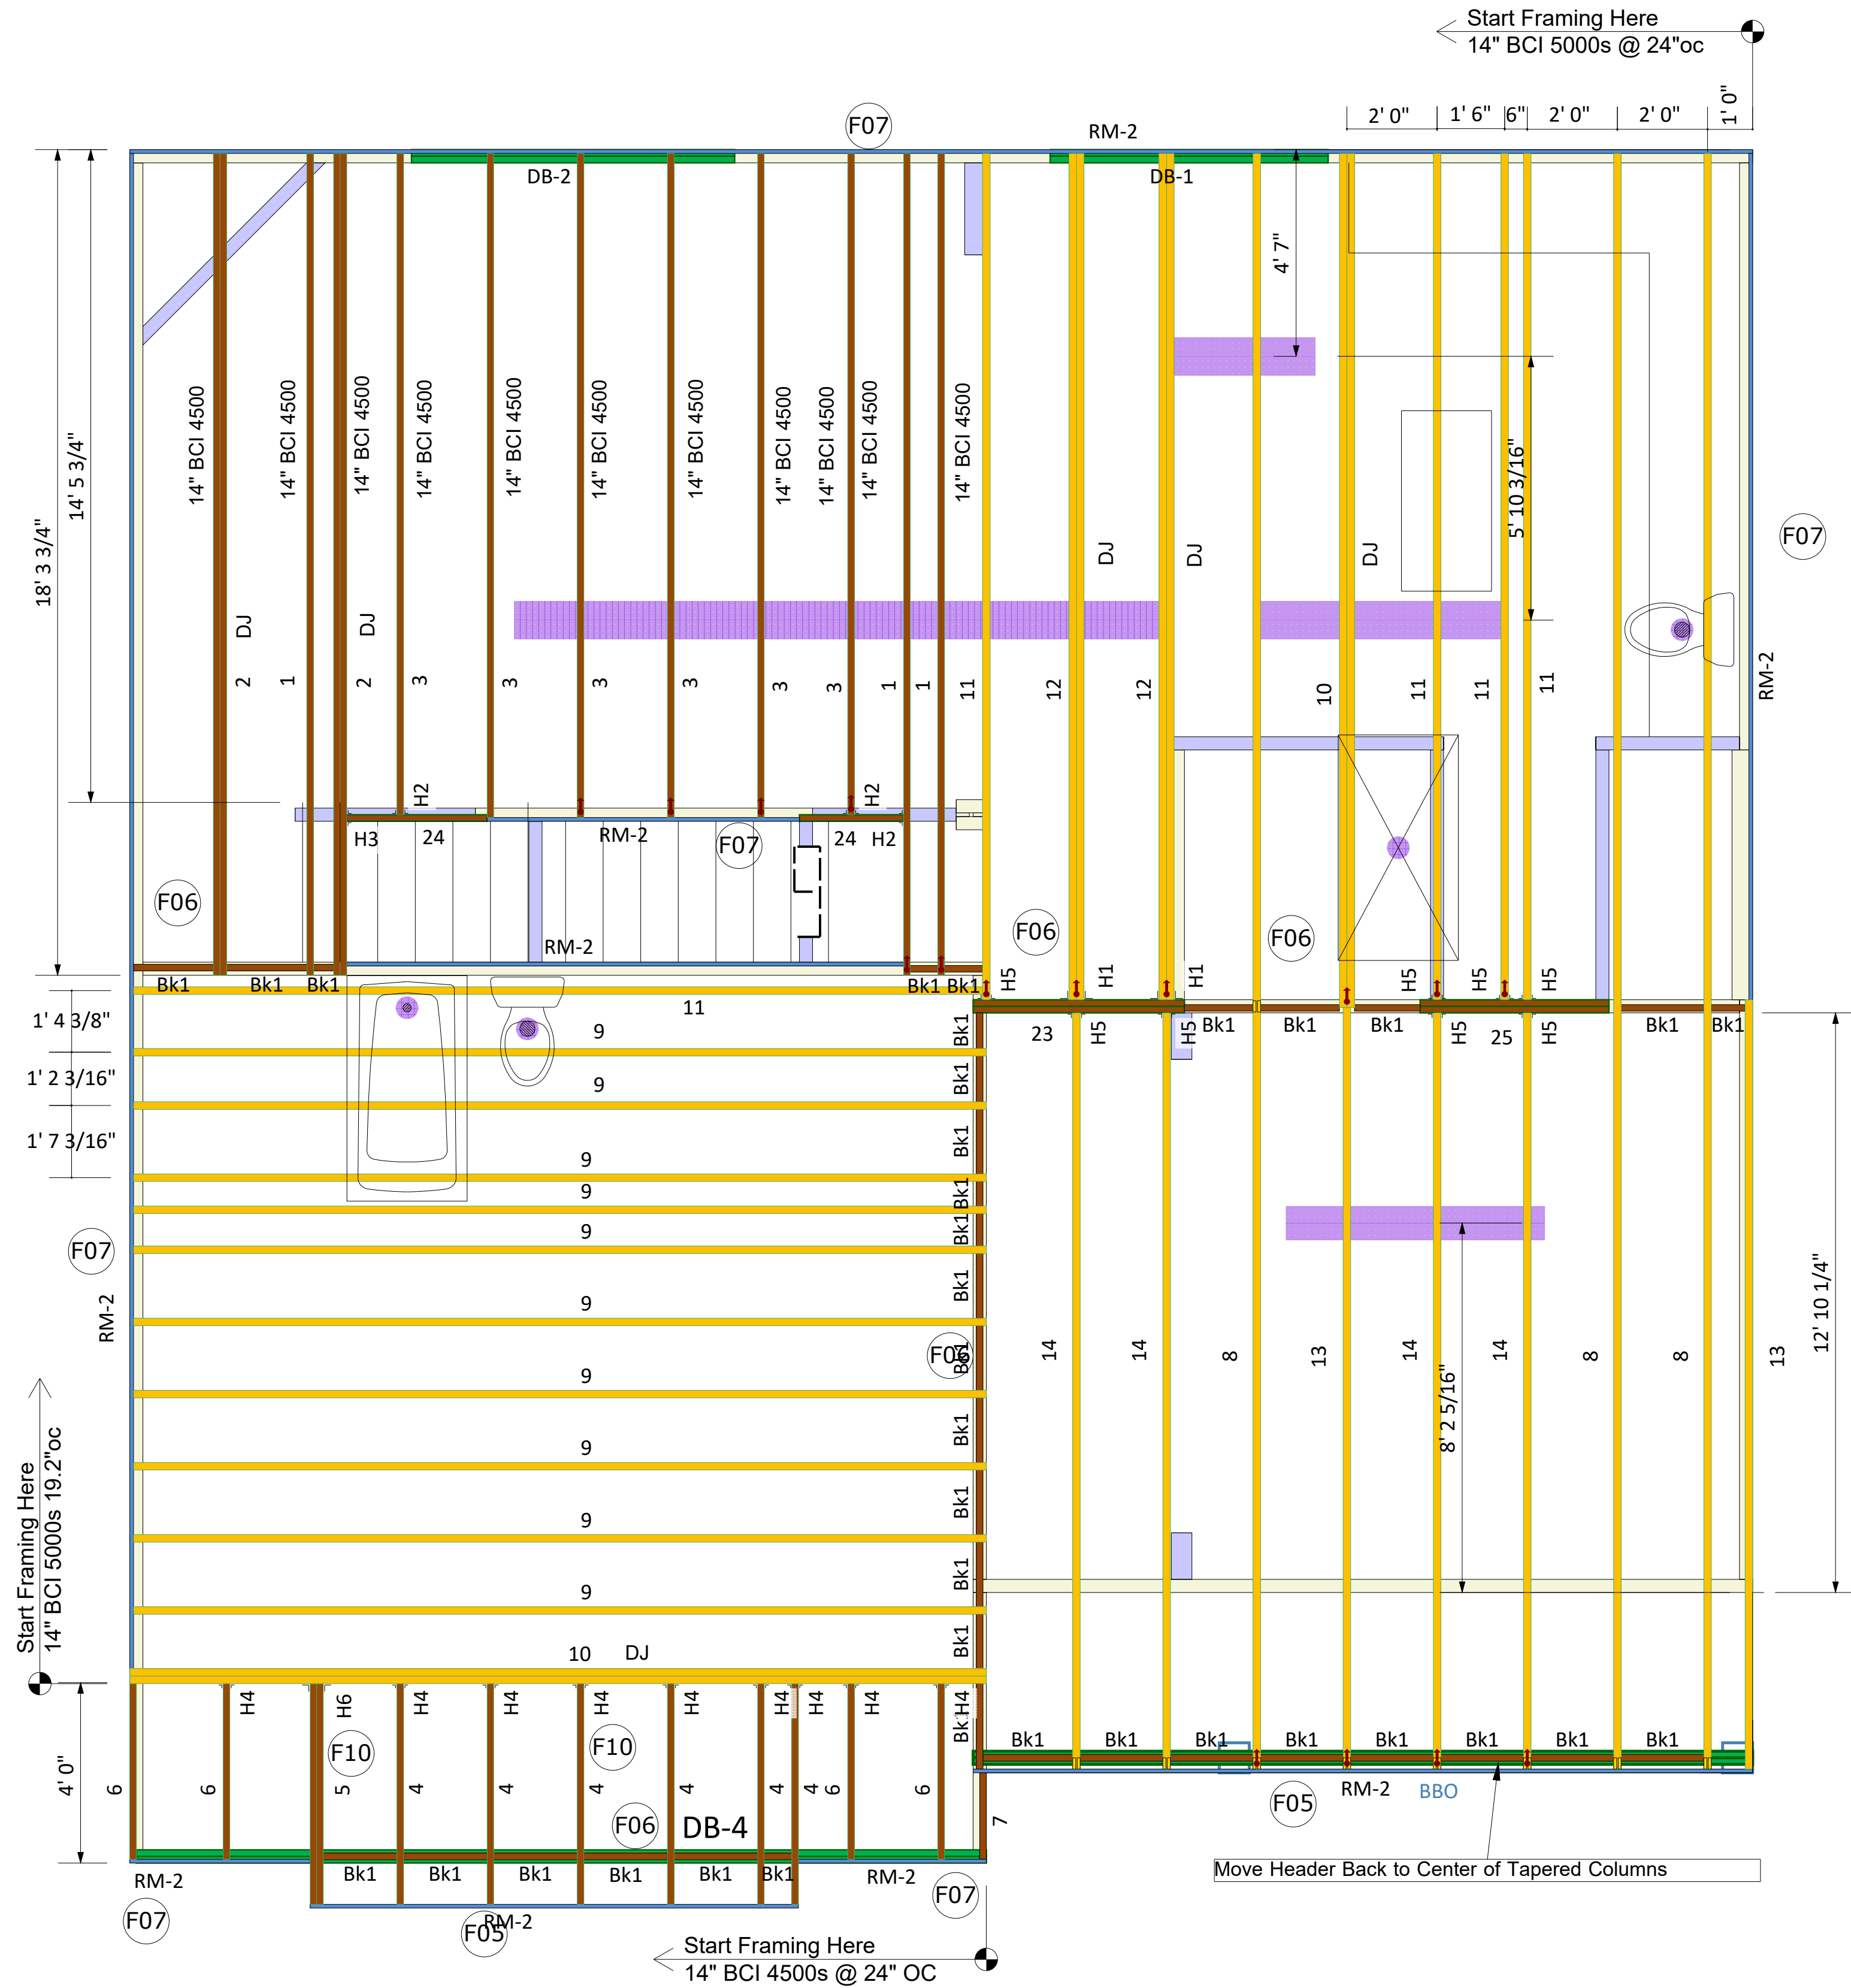 Start Framing Here
14" BCI 5000s @ 24"oc
2' 0"
1' 6"
6"
2' 0"
2' 0"
1' 0"
F07
RM-2
DB-2
DB-1
4' 7"
14' 5 3/4"
18' 3 3/4"
14" BCI 4500
14" BCI 4500
14" BCI 4500
14" BCI 4500
14" BCI 4500
14" BCI 4500
14" BCI 4500
14" BCI 4500
14" BCI 4500
14" BCI 4500
14" BCI 4500
5' 10 3/16"
F07
DJ
DJ
DJ
DJ
DJ
2
1
2
3
3
3
3
3
3
1
1
11
12
12
10
11
11
11
RM-2
H2
H2
H3
24
RM-2
F07
24
H2
F06
F06
F06
RM-2
Bk1
Bk1
Bk1
Bk1
Bk1
H5
H1
H1
H5
H5
H5
11
1' 4 3/8"
9
Bk1
23
H5
H5
Bk1
Bk1
Bk1
H5
25
H5
Bk1
Bk1
1' 2 3/16"
9
Bk1
1' 7 3/16"
9
Bk1
9
Bk1
9
Bk1
F07
RM-2
9
Bk1
F06
Bk1
9
14
14
8
13
14
14
8
8
13
12' 10 1/4"
8' 2 5/16"
9
Bk1
9
Bk1
9
Bk1
Start Framing Here
14" BCI 5000s 19.2"oc
10
DJ
Bk1
H4
H6
H4
H4
H4
H4
H4
H4
H4
H4
Bk1
F10
F10
Bk1
Bk1
Bk1
Bk1
Bk1
Bk1
Bk1
Bk1
4' 0"
6
6
5
4
4
4
4
4
4
6
6
7
F06
DB-4
RM-2
BBO
F05
Move Header Back to Center of Tapered Columns
RM-2
Bk1
Bk1
Bk1
Bk1
Bk1
Bk1
RM-2
F07
F07
RM-2
F05
Start Framing Here
14" BCI 4500s @ 24" OC